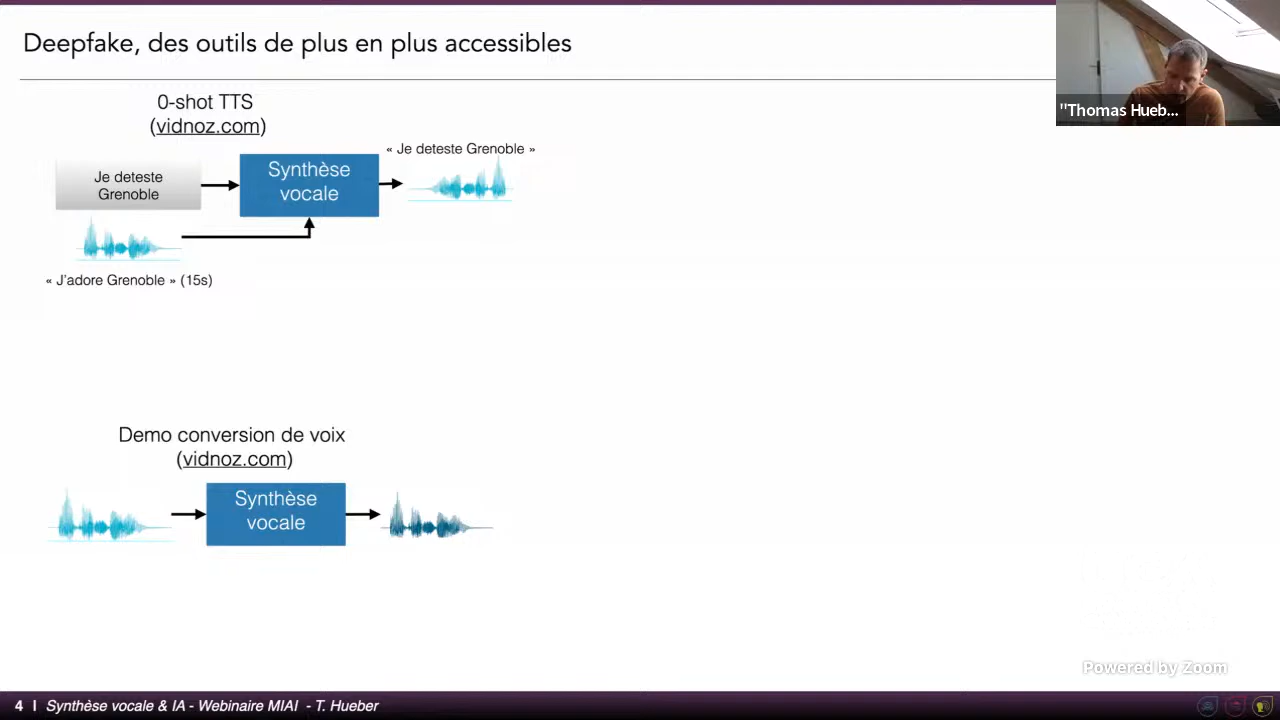 Deepfake, des outils de plus en plus accessibles
"Thomas Hueb...
0-shot TTS
(vidnoz.com)
« Je deteste Grenoble »
Je deteste
Grenoble
Synthèse
vocale
« J'adore Grenoble » (15s)
Demo conversion de voix
(vidnoz.com)
Synthèse
vocale
Powered by Zoom
4 I Synthèse vocale & IA - Webinaire MIAI - T. Hueber